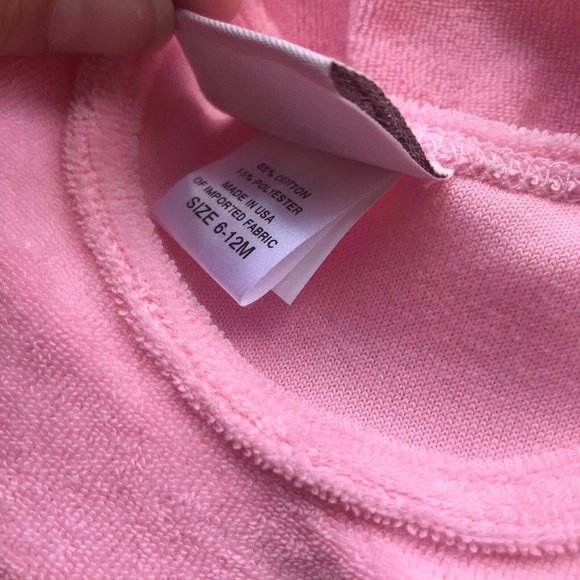 85% COTTON
15% POLYESTER
MADE IN USA
OF IMPORTED FABRIC
SIZE 6-12M